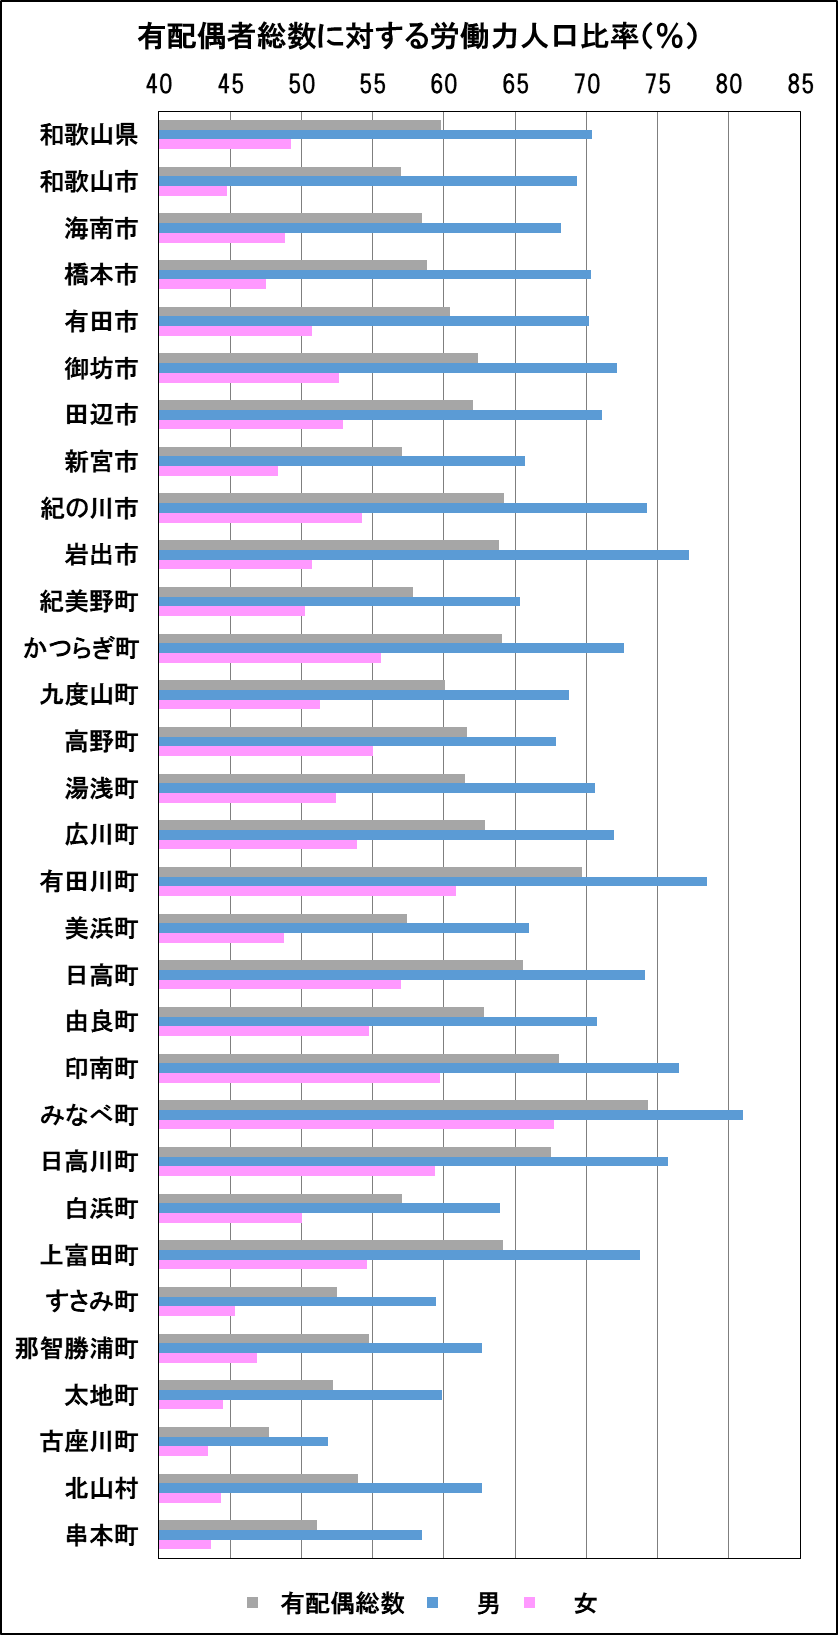 有配偶者総数に対する労働力人口比率(%)
40 45 50 55 60 65 70 75 80 85
和歌山県
和歌山市
海南市
橋本市
有田市
御坊市
田辺市
新宮市
紀の川市
岩出市
紀美野町
かつらぎ町
九度山町
高野町
湯浅町
広川町
有田川町
美浜町
日高町
由良町
印南町
みなべ町
日高川町
白浜町
上富田町
すさみ町
那智勝浦町
太地町
古座川町
北山村
串本町
有配偶総数 男 女